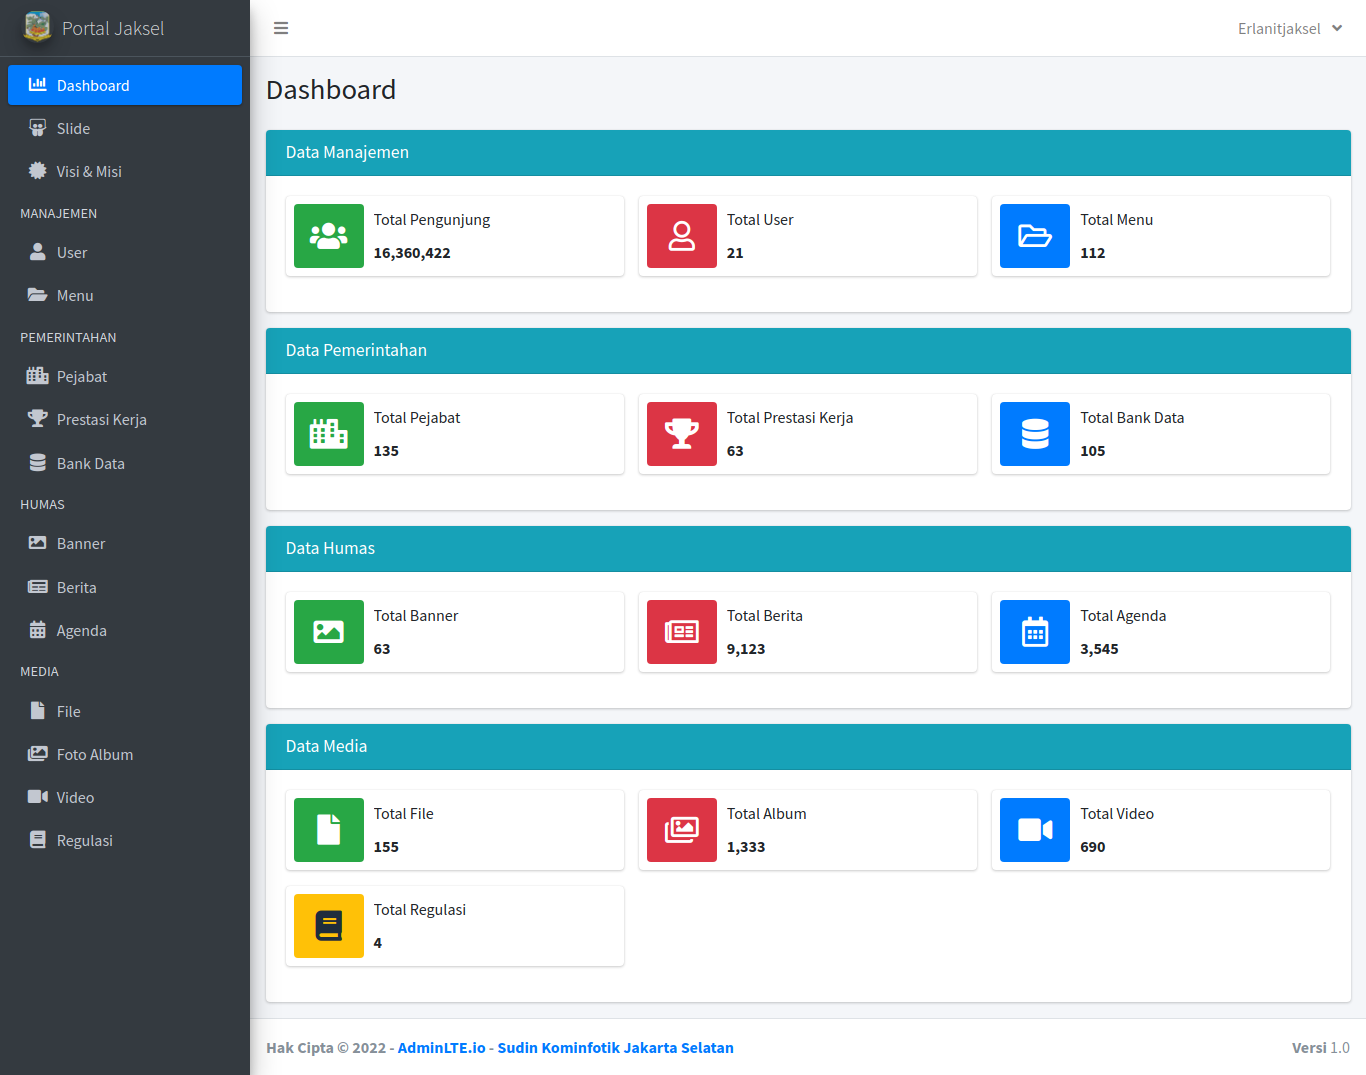 Portal Jaksel
Erlanitjaksel
Dashboard
Slide
Visi & Misi
MANAJEMEN
User
Menu
PEMERINTAHAN
Pejabat
Prestasi Kerja
Bank Data
HUMAS
Banner
Berita
Agenda
MEDIA
File
Foto Album
Video
Regulasi
Dashboard
Data Manajemen
Total Pengunjung
16,360,422
Total User
21
Total Menu
112
Data Pemerintahan
Total Pejabat
135
Total Prestasi Kerja
63
Total Bank Data
105
Data Humas
Total Banner
63
Total Berita
9,123
Total Agenda
3,545
Data Media
Total File
155
Total Album
1,333
Total Video
690
Total Regulasi
4
Hak Cipta © 2022 - AdminLTE.io - Sudin Kominfotik Jakarta Selatan
Versi 1.0